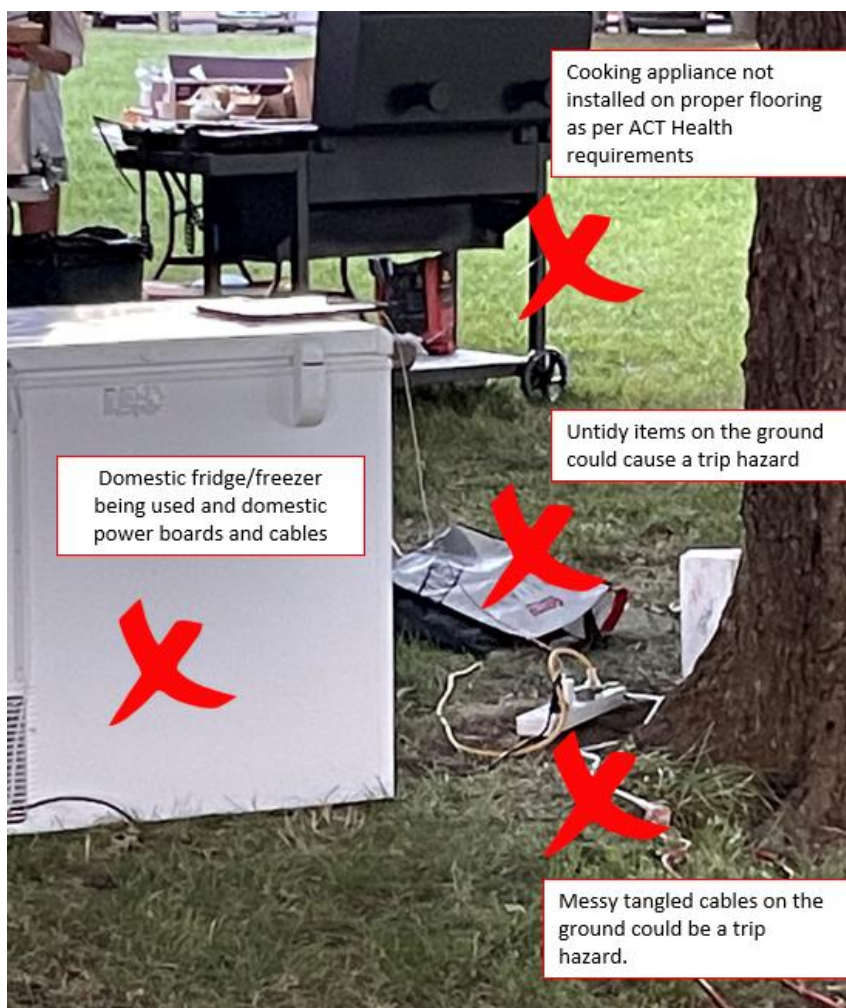 Cooking appliance not
installed on proper flooring
as per ACT Health
requirements
Untidy items on the ground
could cause a trip hazard
Domestic fridge/freezer
being used and domestic
power boards and cables
Messy tangled cables on the
ground could be a trip
hazard.